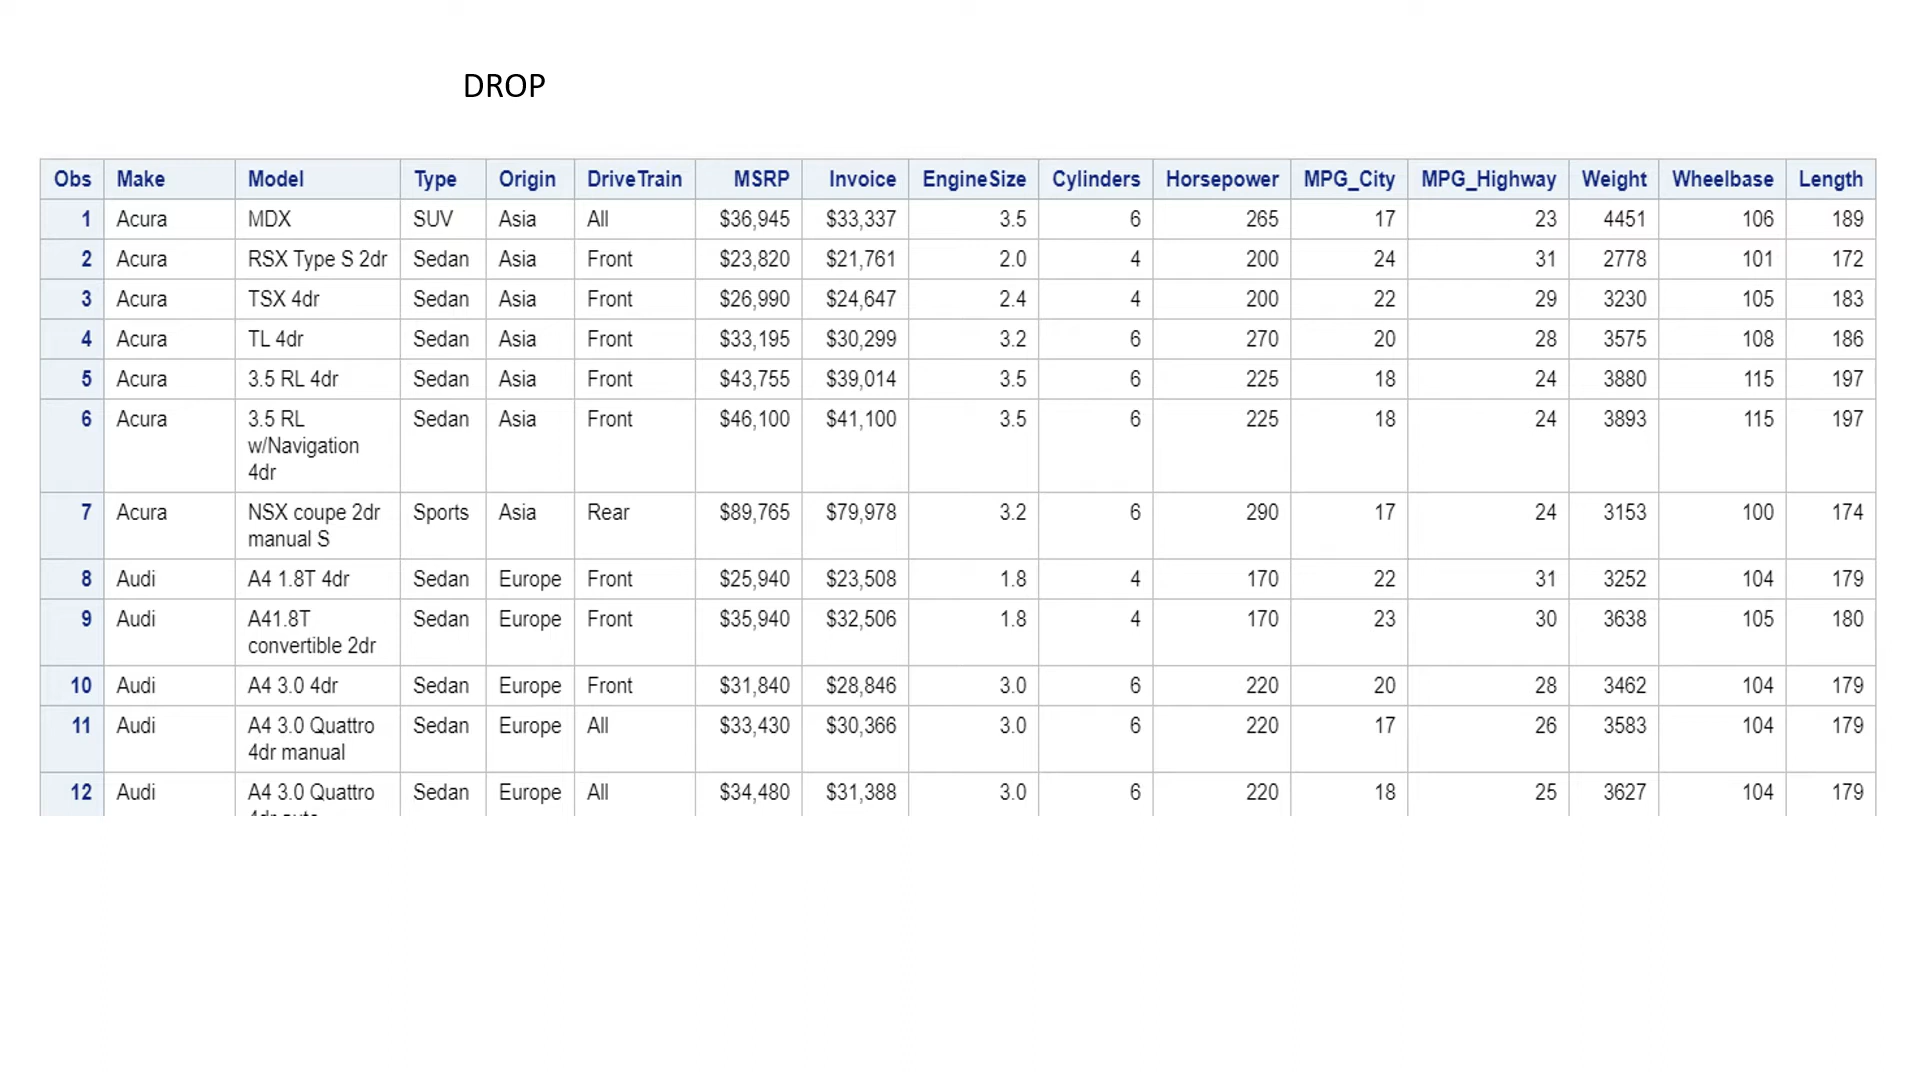 DROP
Obs Make Model Type Origin DriveTrain MSRP Invoice EngineSize Cylinders Horsepower MPG_City MPG_Highway Weight Wheelbase Length
1 Acura MDX SUV Asia All $36,945 $33,337 3.5 6 265 17 23 4451 106 189
2 Acura RSX Type S 2dr Sedan Asia Front $23,820 $21,761 2.0 4 200 24 31 2778 101 172
3 Acura TSX 4dr Sedan Asia Front $26,990 $24,647 2.4 4 200 22 29 3230 105 183
4 Acura TL 4dr Sedan Asia Front $33,195 $30,299 3.2 6 270 20 28 3575 108 186
5 Acura 3.5 RL 4dr Sedan Asia Front $43,755 $39,014 3.5 6 225 18 24 3880 115 197
6 Acura 3.5 RL Sedan Asia Front $46,100 $41,100 3.5 6 225 18 24 3893 115 197
w/Navigation
4dr
7 Acura NSX coupe 2dr Sports Asia Rear $89,765 $79,978 3.2 6 290 17 24 3153 100 174
manual S
8 Audi A4 1.8T 4dr Sedan Europe Front $25,940 $23,508 1.8 4 170 22 31 3252 104 179
9 Audi A41.8T Sedan Europe Front $35,940 $32,506 1.8 4 170 23 30 3638 105 180
convertible 2dr
10 Audi A4 3.0 4dr Sedan Europe Front $31,840 $28,846 3.0 6 220 20 28 3462 104 179
11 Audi A4 3.0 Quattro Sedan Europe All $33,430 $30,366 3.0 6 220 17 26 3583 104 179
4dr manual
12 Audi A4 3.0 Quattro Sedan Europe All $34,480 $31,388 3.0 6 220 18 25 3627 104 179